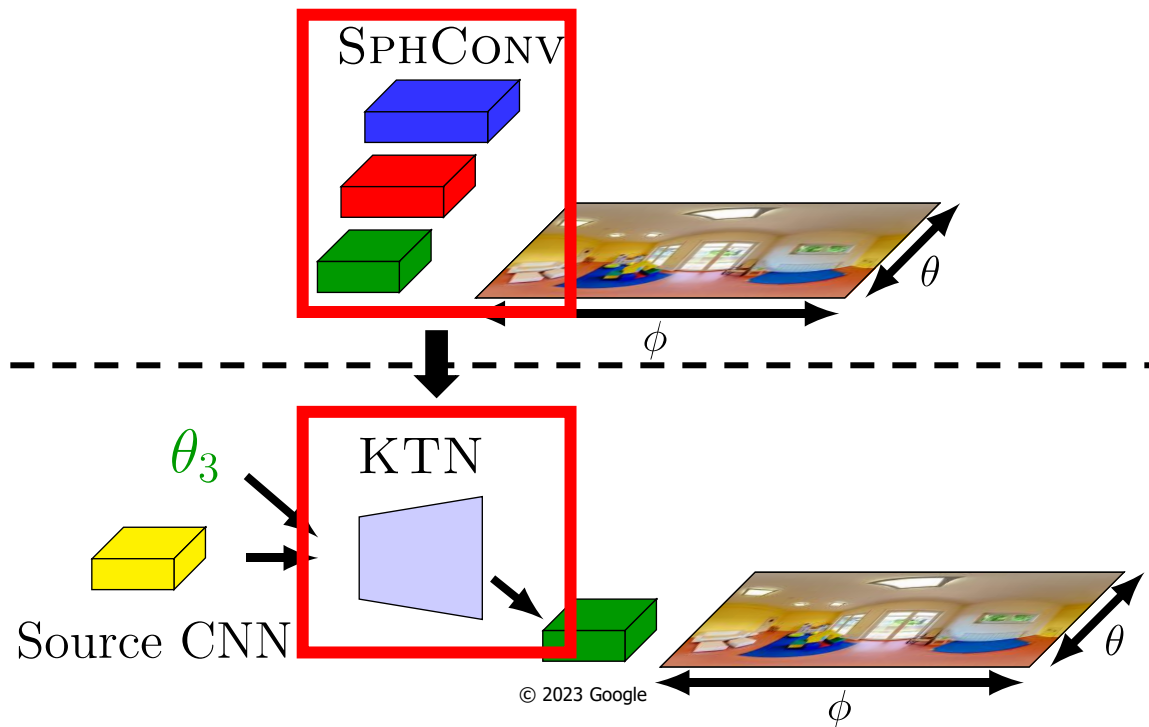 SPHCONV
θ
ϕ
KTN
θ3
Source CNN
θ
ϕ
© 2023 Google